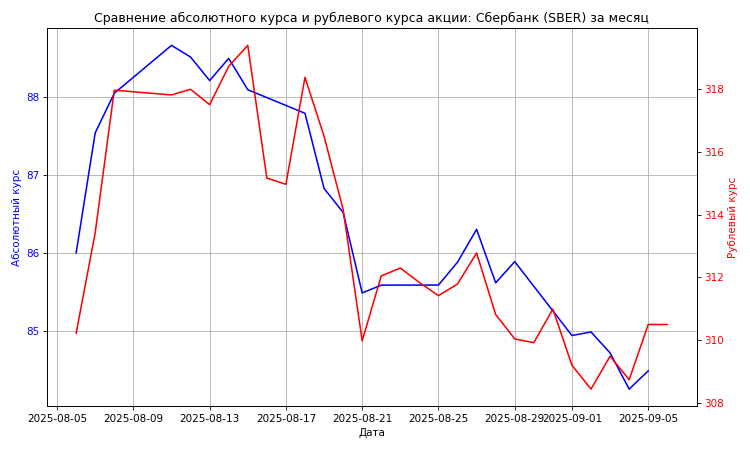 Сравнение абсолютного курса и рублевого курса акции: Сбербанк (SBER) за месяц
88
87
86
85
Абсолютный курс
318
316
314
312
310
308
Рублевый курс
2025-08-05 2025-08-09 2025-08-13 2025-08-17 2025-08-21 2025-08-25 2025-08-29 2025-09-01 2025-09-05
Дата